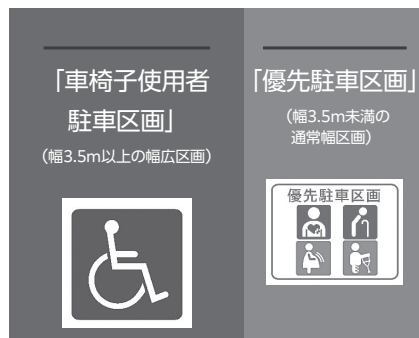 「車椅子使用者
駐車区画」
(幅3.5m以上の幅広区画)
「優先駐車区画」
(幅3.5m未満の
通常幅区画)
優先駐車区画